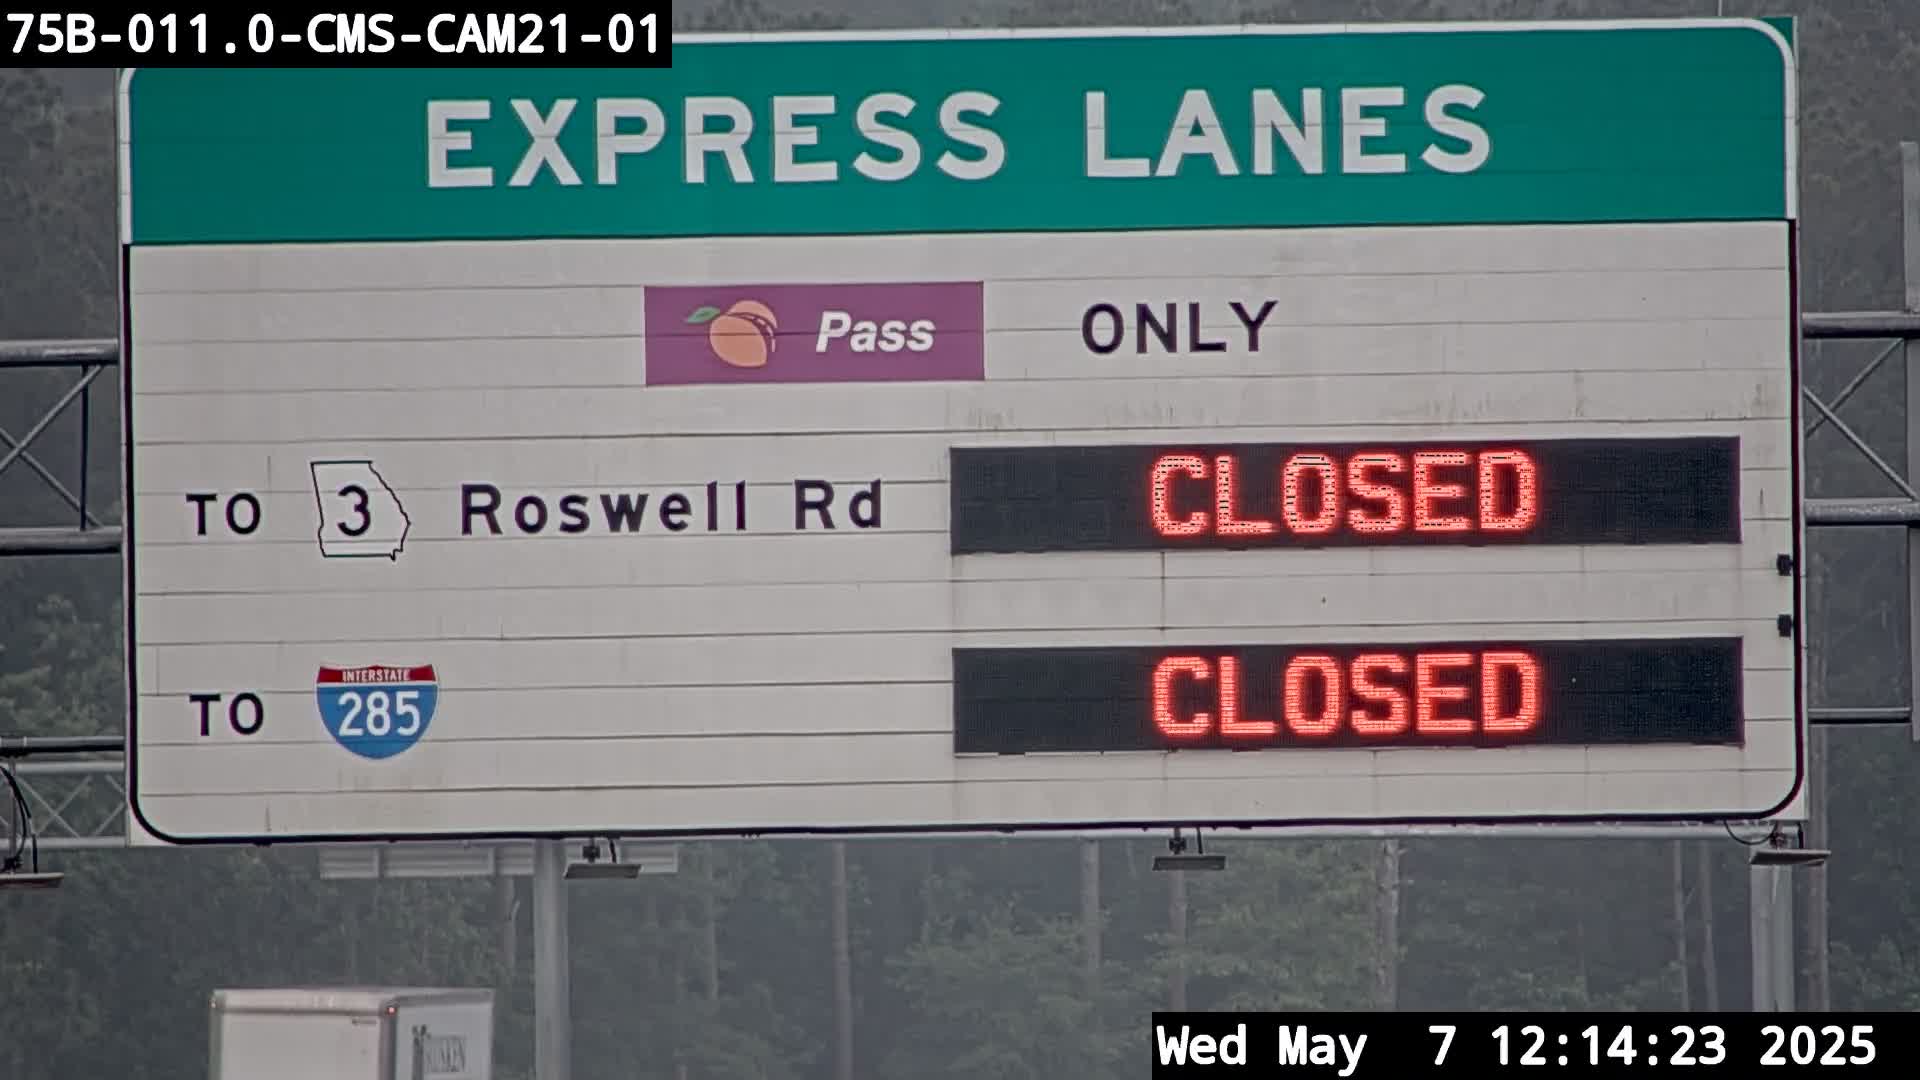 75B-011.0-CMS-CAM21-01
EXPRESS LANES
Pass ONLY
TO 3 Roswell Rd CLOSED
INTERSTATE
TO 285 CLOSED
Wed May 7 12:14:23 2025